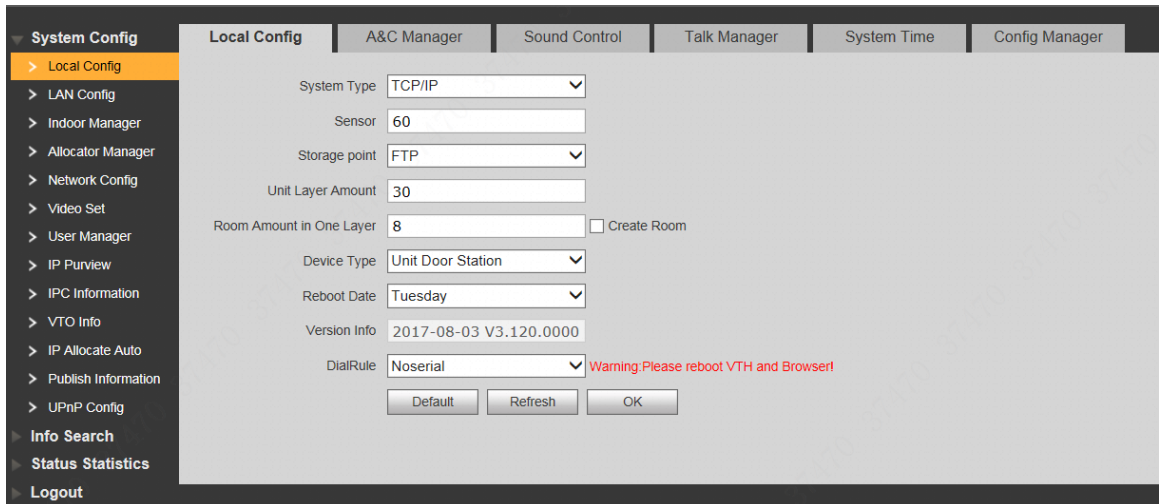 System Config
Local Config
LAN Config
Indoor Manager
Allocator Manager
Network Config
Video Set
User Manager
IP Purview
IPC Information
VTO Info
IP Allocate Auto
Publish Information
UPnP Config
Info Search
Status Statistics
Logout
Local Config A&C Manager Sound Control Talk Manager System Time Config Manager
System Type TCP/IP
Sensor 60
Storage point FTP
Unit Layer Amount 30
Room Amount in One Layer 8 Create Room
Device Type Unit Door Station
Reboot Date Tuesday
Version Info 2017-08-03 V3.120.0000
DialRule Noserial Warning:Please reboot VTH and Browser!
Default Refresh OK